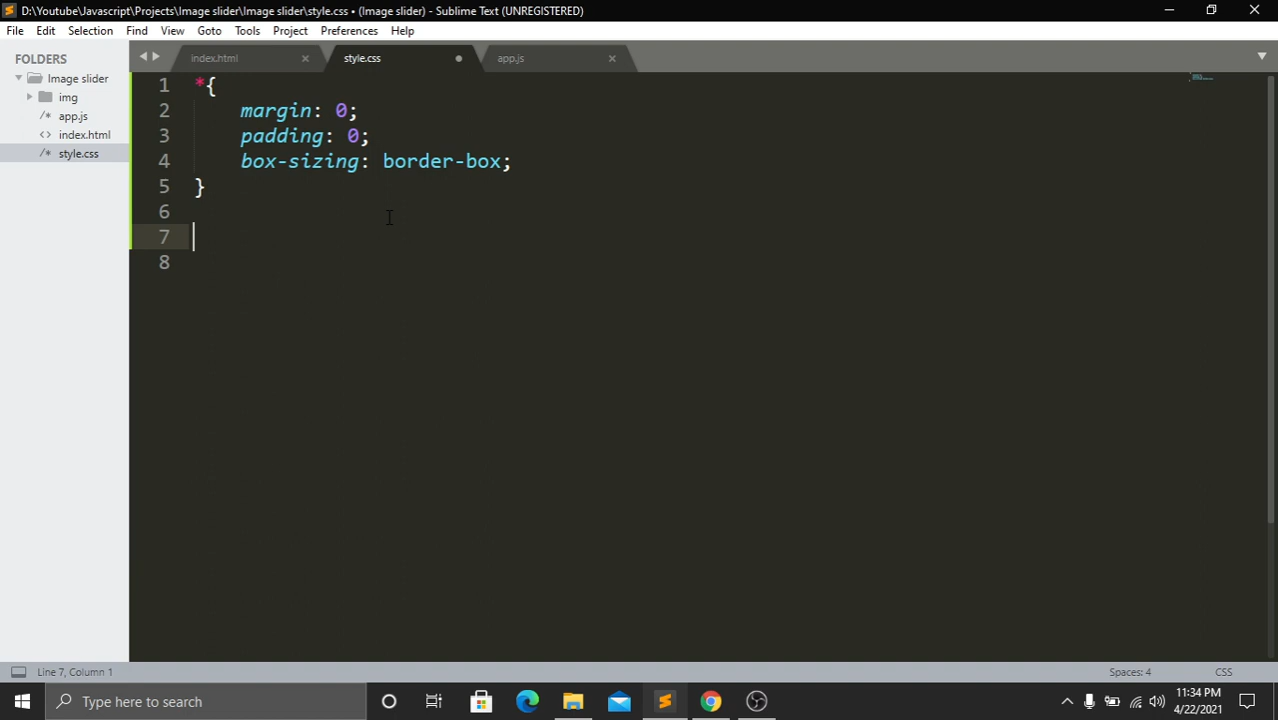 D:\Youtube\Javascript\Projects\Image slider\Image slider\style.css • (Image slider) - Sublime Text (UNREGISTERED)
File Edit Selection Find View Goto Tools Project Preferences Help
FOLDERS
Image slider
img
/* app.js
<> index.html
/* style.css
index.html × style.css • app.js ×
1 *{
2 margin: 0;
3 padding: 0;
4 box-sizing: border-box;
5 }
6
7
8
Line 7, Column 1 Spaces: 4 CSS
Type here to search
11:34 PM
4/22/2021